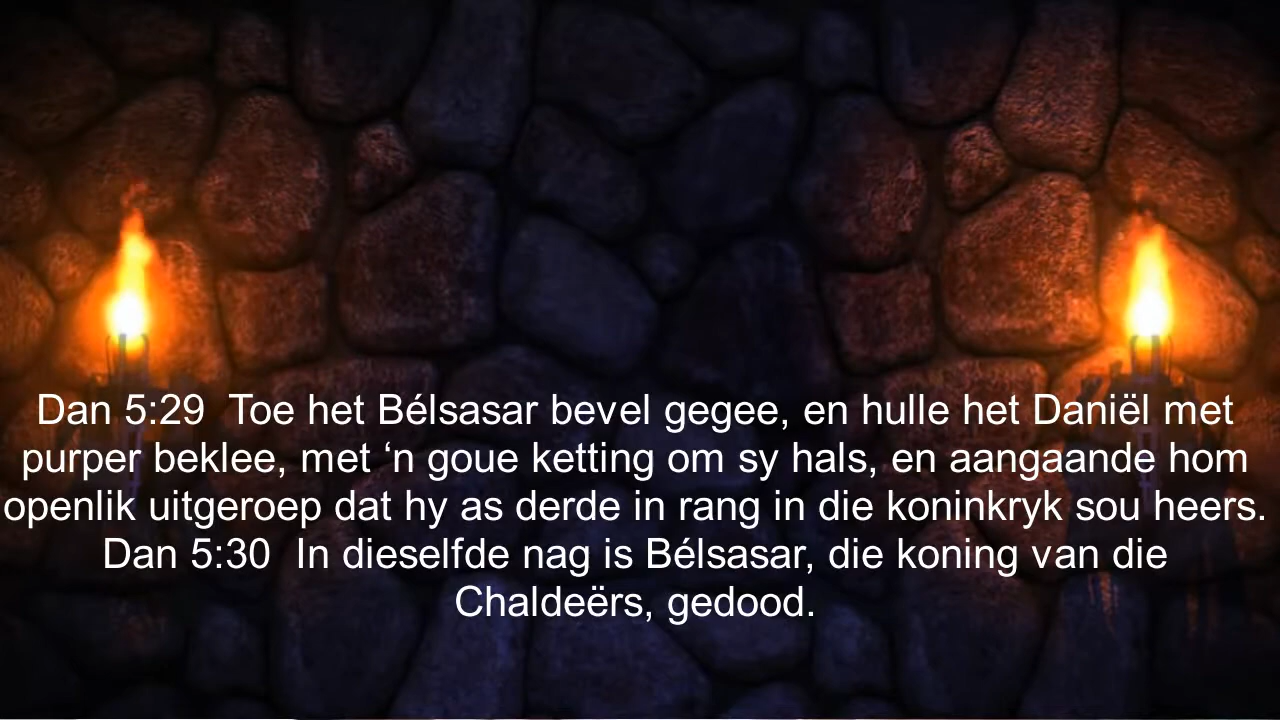 Dan 5:29  Toe het Bélsasar bevel gegee, en hulle het Daniël met
purper beklee, met ‘n goue ketting om sy hals, en aangaande hom
openlik uitgeroep dat hy as derde in rang in die koninkryk sou heers.
Dan 5:30  In dieselfde nag is Bélsasar, die koning van die
Chaldeërs, gedood.